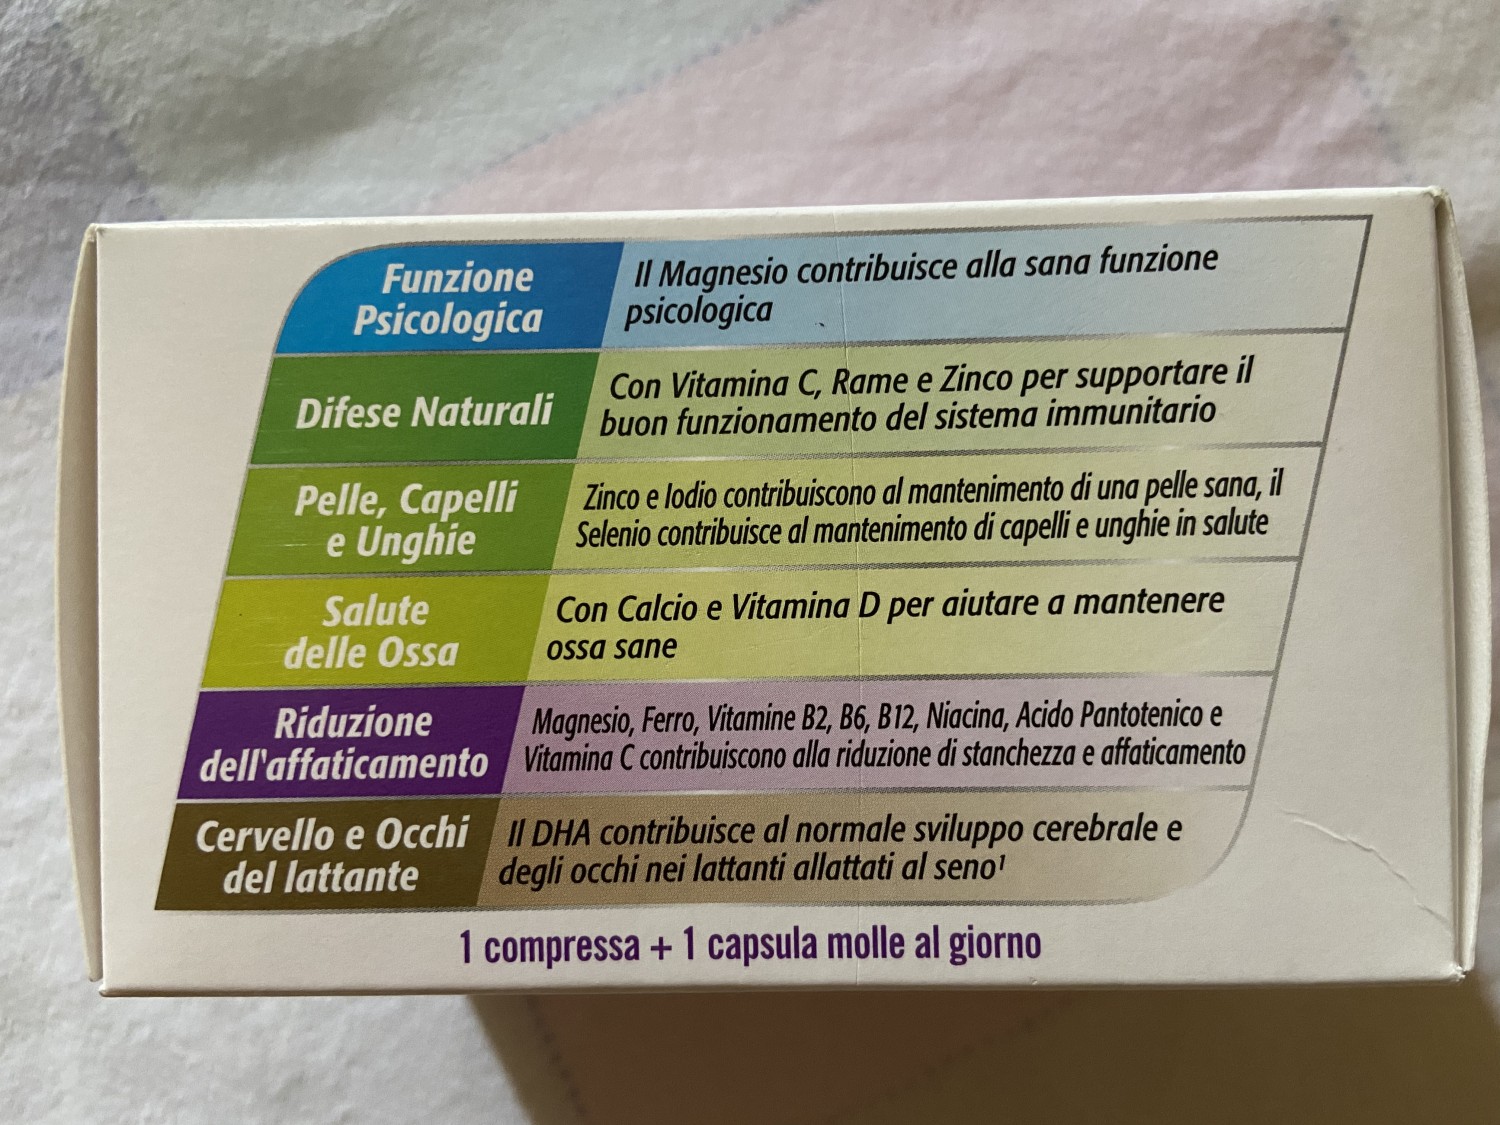 Funzione
Psicologica
Il Magnesio contribuisce alla sana funzione
psicologica
Difese Naturali
Con Vitamina C, Rame e Zinco per supportare il
buon funzionamento del sistema immunitario
Pelle, Capelli
e Unghie
Zinco e Iodio contribuiscono al mantenimento di una pelle sana, il
Selenio contribuisce al mantenimento di capelli e unghie in salute
Salute
delle Ossa
Con Calcio e Vitamina D per aiutare a mantenere
ossa sane
Riduzione
dell'affaticamento
Magnesio, Ferro, Vitamine B2, B6, B12, Niacina, Acido Pantotenico e
Vitamina C contribuiscono alla riduzione di stanchezza e affaticamento
Cervello e Occhi
del lattante
Il DHA contribuisce al normale sviluppo cerebrale e
degli occhi nei lattanti allattati al seno¹
1 compressa + 1 capsula molle al giorno